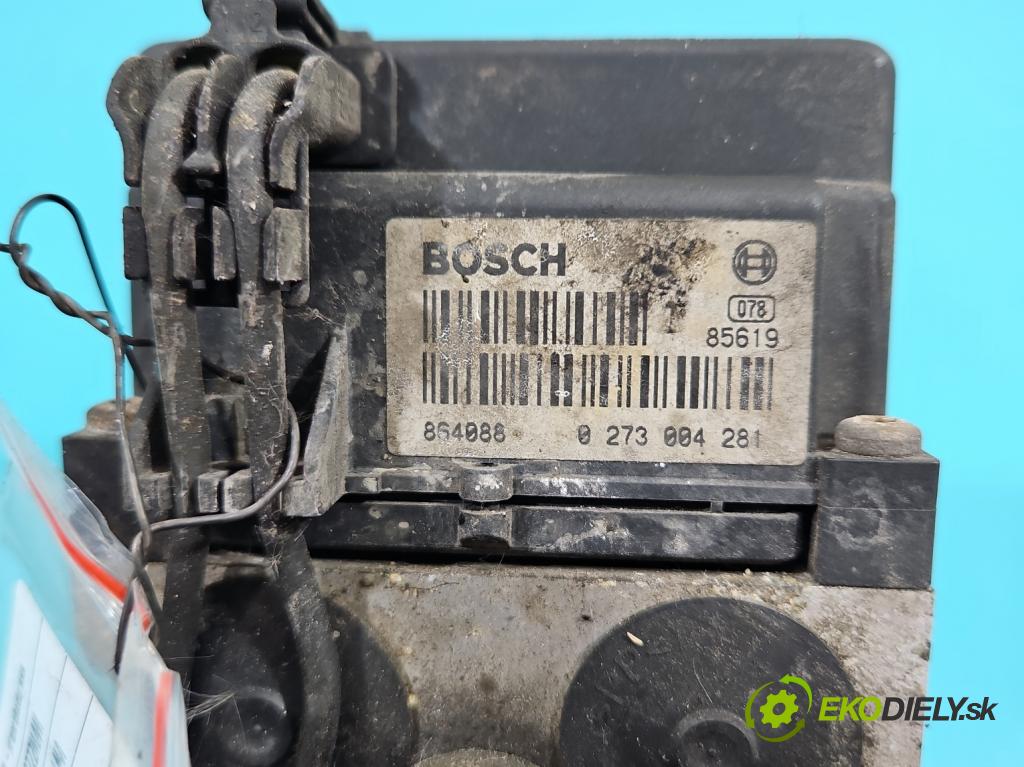 BOSCH
078
85619
864088 0 273 004 281
EKODIELY.sk